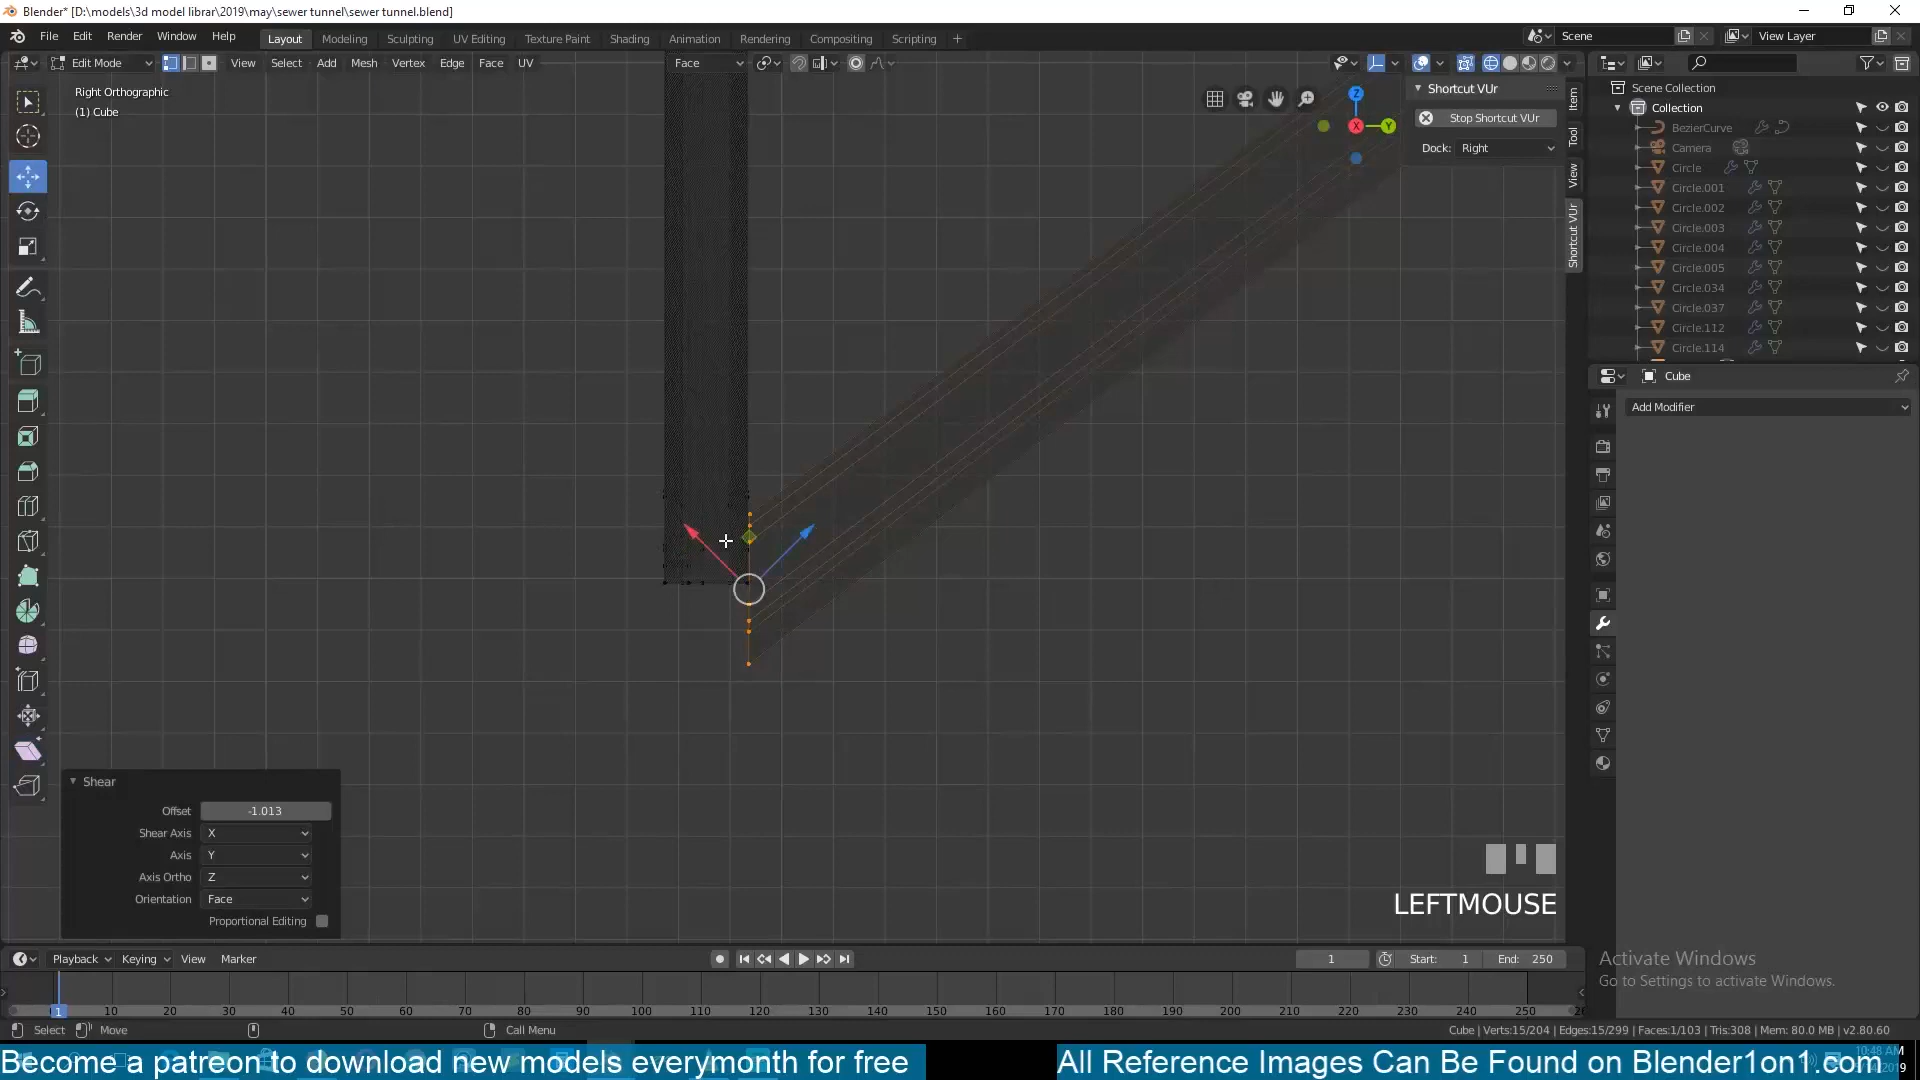 Blender* [D:\models\3d model librar\2019\may\sewer tunnel\sewer tunnel.blend]
File Edit Render Window Help Layout Modeling Sculpting UV Editing Texture Paint Shading Animation Rendering Compositing Scripting + Scene View Layer
Edit Mode View Select Add Mesh Vertex Edge Face UV Face
Right Orthographic
(1) Cube
Z
X
Y
Shortcut VUr
Stop Shortcut VUr
Dock: Right
Item
Tool
View
Shortcut VUr
Scene Collection
Collection
BezierCurve
Camera
Circle
Circle.001
Circle.002
Circle.003
Circle.004
Circle.005
Circle.034
Circle.037
Circle.112
Circle.114
Cube
Add Modifier
Shear
Offset -1.013
Shear Axis X
Axis Y
Axis Ortho Z
Orientation Face
Proportional Editing
LEFTMOUSE
Playback Keying View Marker 1 Start: 1 End: 250
1 10 20 30 40 50 60 70 80 90 100 110 120 130 140 150 160 170 180 190 200 210 220 230 240 250
Activate Windows
Go to Settings to activate Windows.
Select Move Call Menu Cube | Verts:15/204 | Edges:15/299 | Faces:1/103 | Tris:308 | Mem: 80.0 MB | v2.80.60
Become a patreon to download new models everymonth for free
All Reference Images Can Be Found on Blender1on1.com